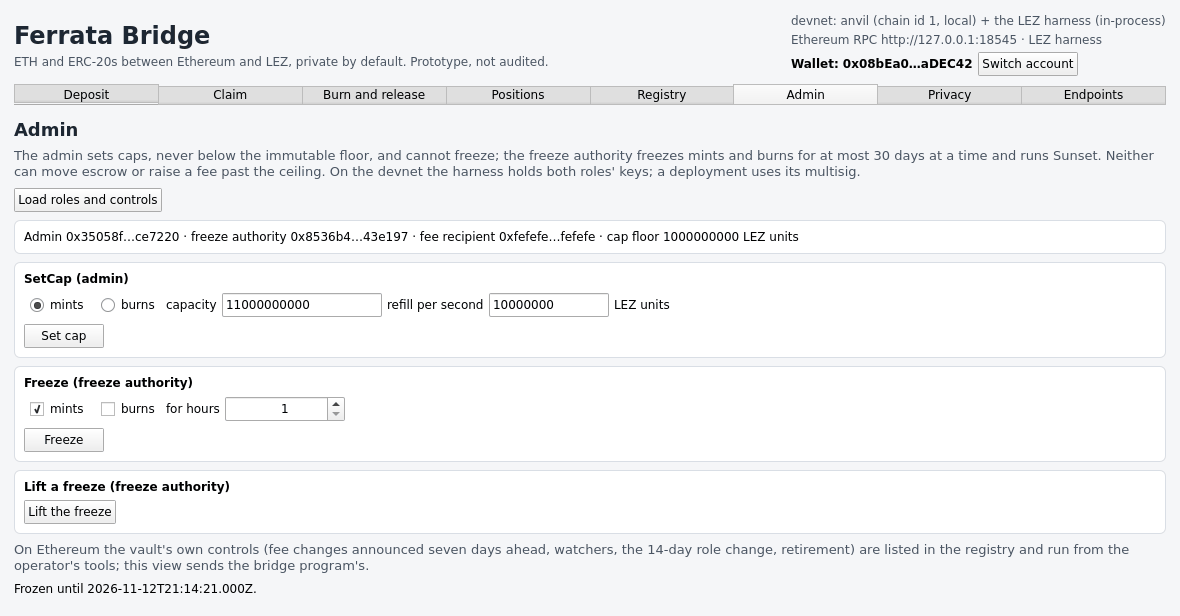 Ferrata Bridge
ETH and ERC-20s between Ethereum and LEZ, private by default. Prototype, not audited.
devnet: anvil (chain id 1, local) + the LEZ harness (in-process)
Ethereum RPC http://127.0.0.1:18545 · LEZ harness
Wallet: 0x08bEa0…aDEC42 Switch account
Deposit Claim Burn and release Positions Registry Admin Privacy Endpoints
Admin
The admin sets caps, never below the immutable floor, and cannot freeze; the freeze authority freezes mints and burns for at most 30 days at a time and runs Sunset. Neither
can move escrow or raise a fee past the ceiling. On the devnet the harness holds both roles' keys; a deployment uses its multisig.
Load roles and controls
Admin 0x35058f…ce7220 · freeze authority 0x8536b4…43e197 · fee recipient 0xfefefe…fefefe · cap floor 1000000000 LEZ units
SetCap (admin)
mints burns capacity 11000000000 refill per second 10000000 LEZ units
Set cap
Freeze (freeze authority)
mints burns for hours 1
Freeze
Lift a freeze (freeze authority)
Lift the freeze
On Ethereum the vault's own controls (fee changes announced seven days ahead, watchers, the 14-day role change, retirement) are listed in the registry and run from the
operator's tools; this view sends the bridge program's.
Frozen until 2026-11-12T21:14:21.000Z.